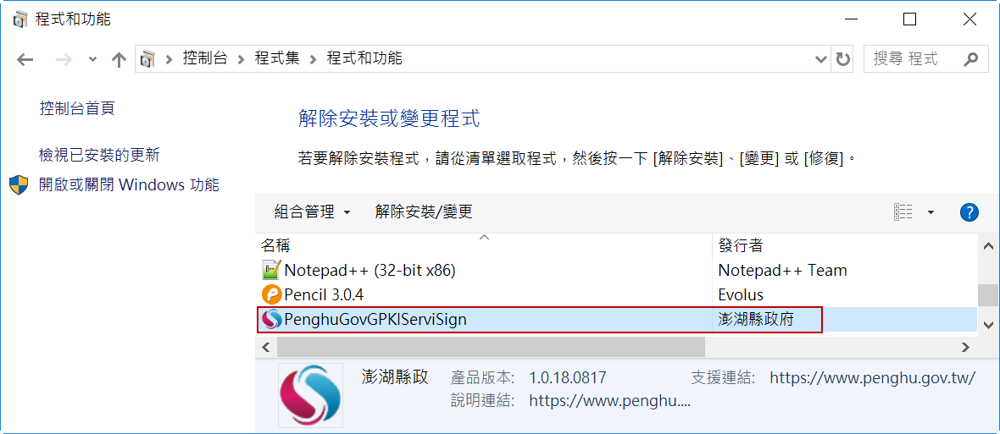 程式和功能
控制台 程式集 程式和功能 搜尋 程式
控制台首頁
檢視已安裝的更新
開啟或關閉 Windows 功能
解除安裝或變更程式
若要解除安裝程式，請從清單選取程式，然後按一下 [解除安裝]、[變更] 或 [修復]。
組合管理 解除安裝/變更
名稱 發行者
Notepad++ (32-bit x86) Notepad++ Team
Pencil 3.0.4 Evolus
PenghuGovGPKIServiSign 澎湖縣政府
澎湖縣政 產品版本: 1.0.18.0817 支援連結: https://www.penghu.gov.tw/
說明連結: https://www.penghu....